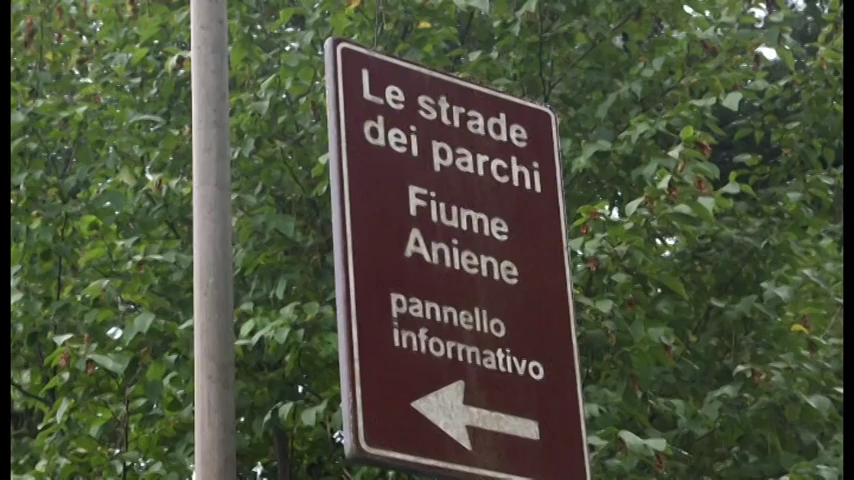 Le strade
dei parchi
Fiume
Aniene
pannello
informativo